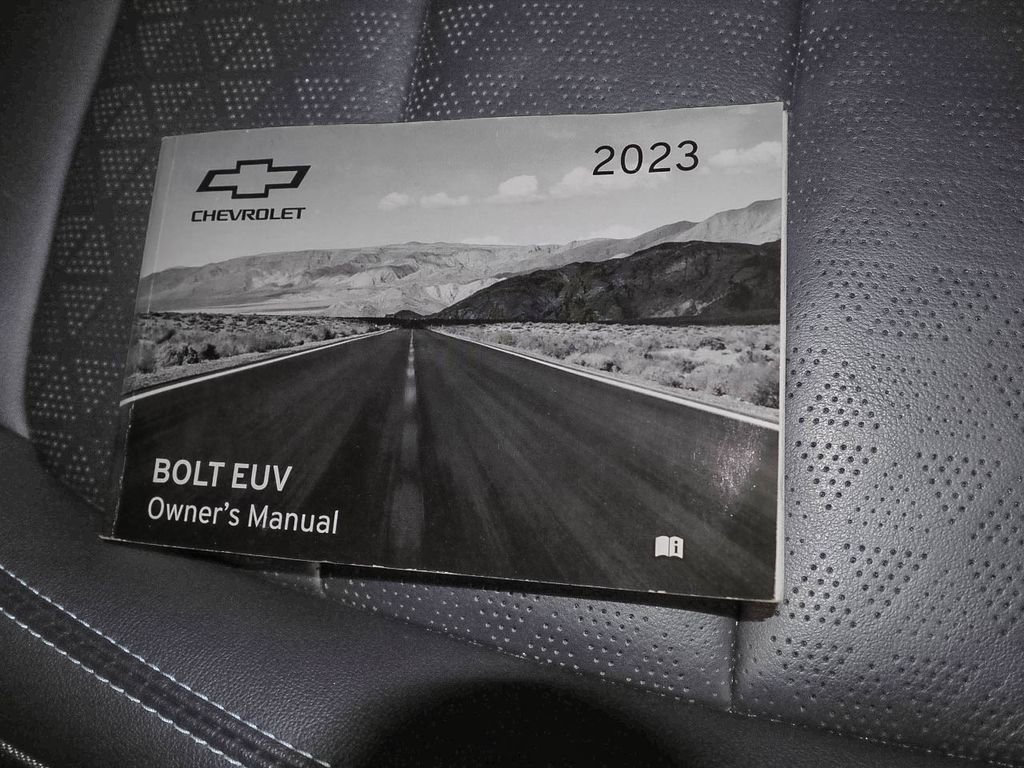 2023
CHEVROLET
BOLT EUV
Owner's Manual